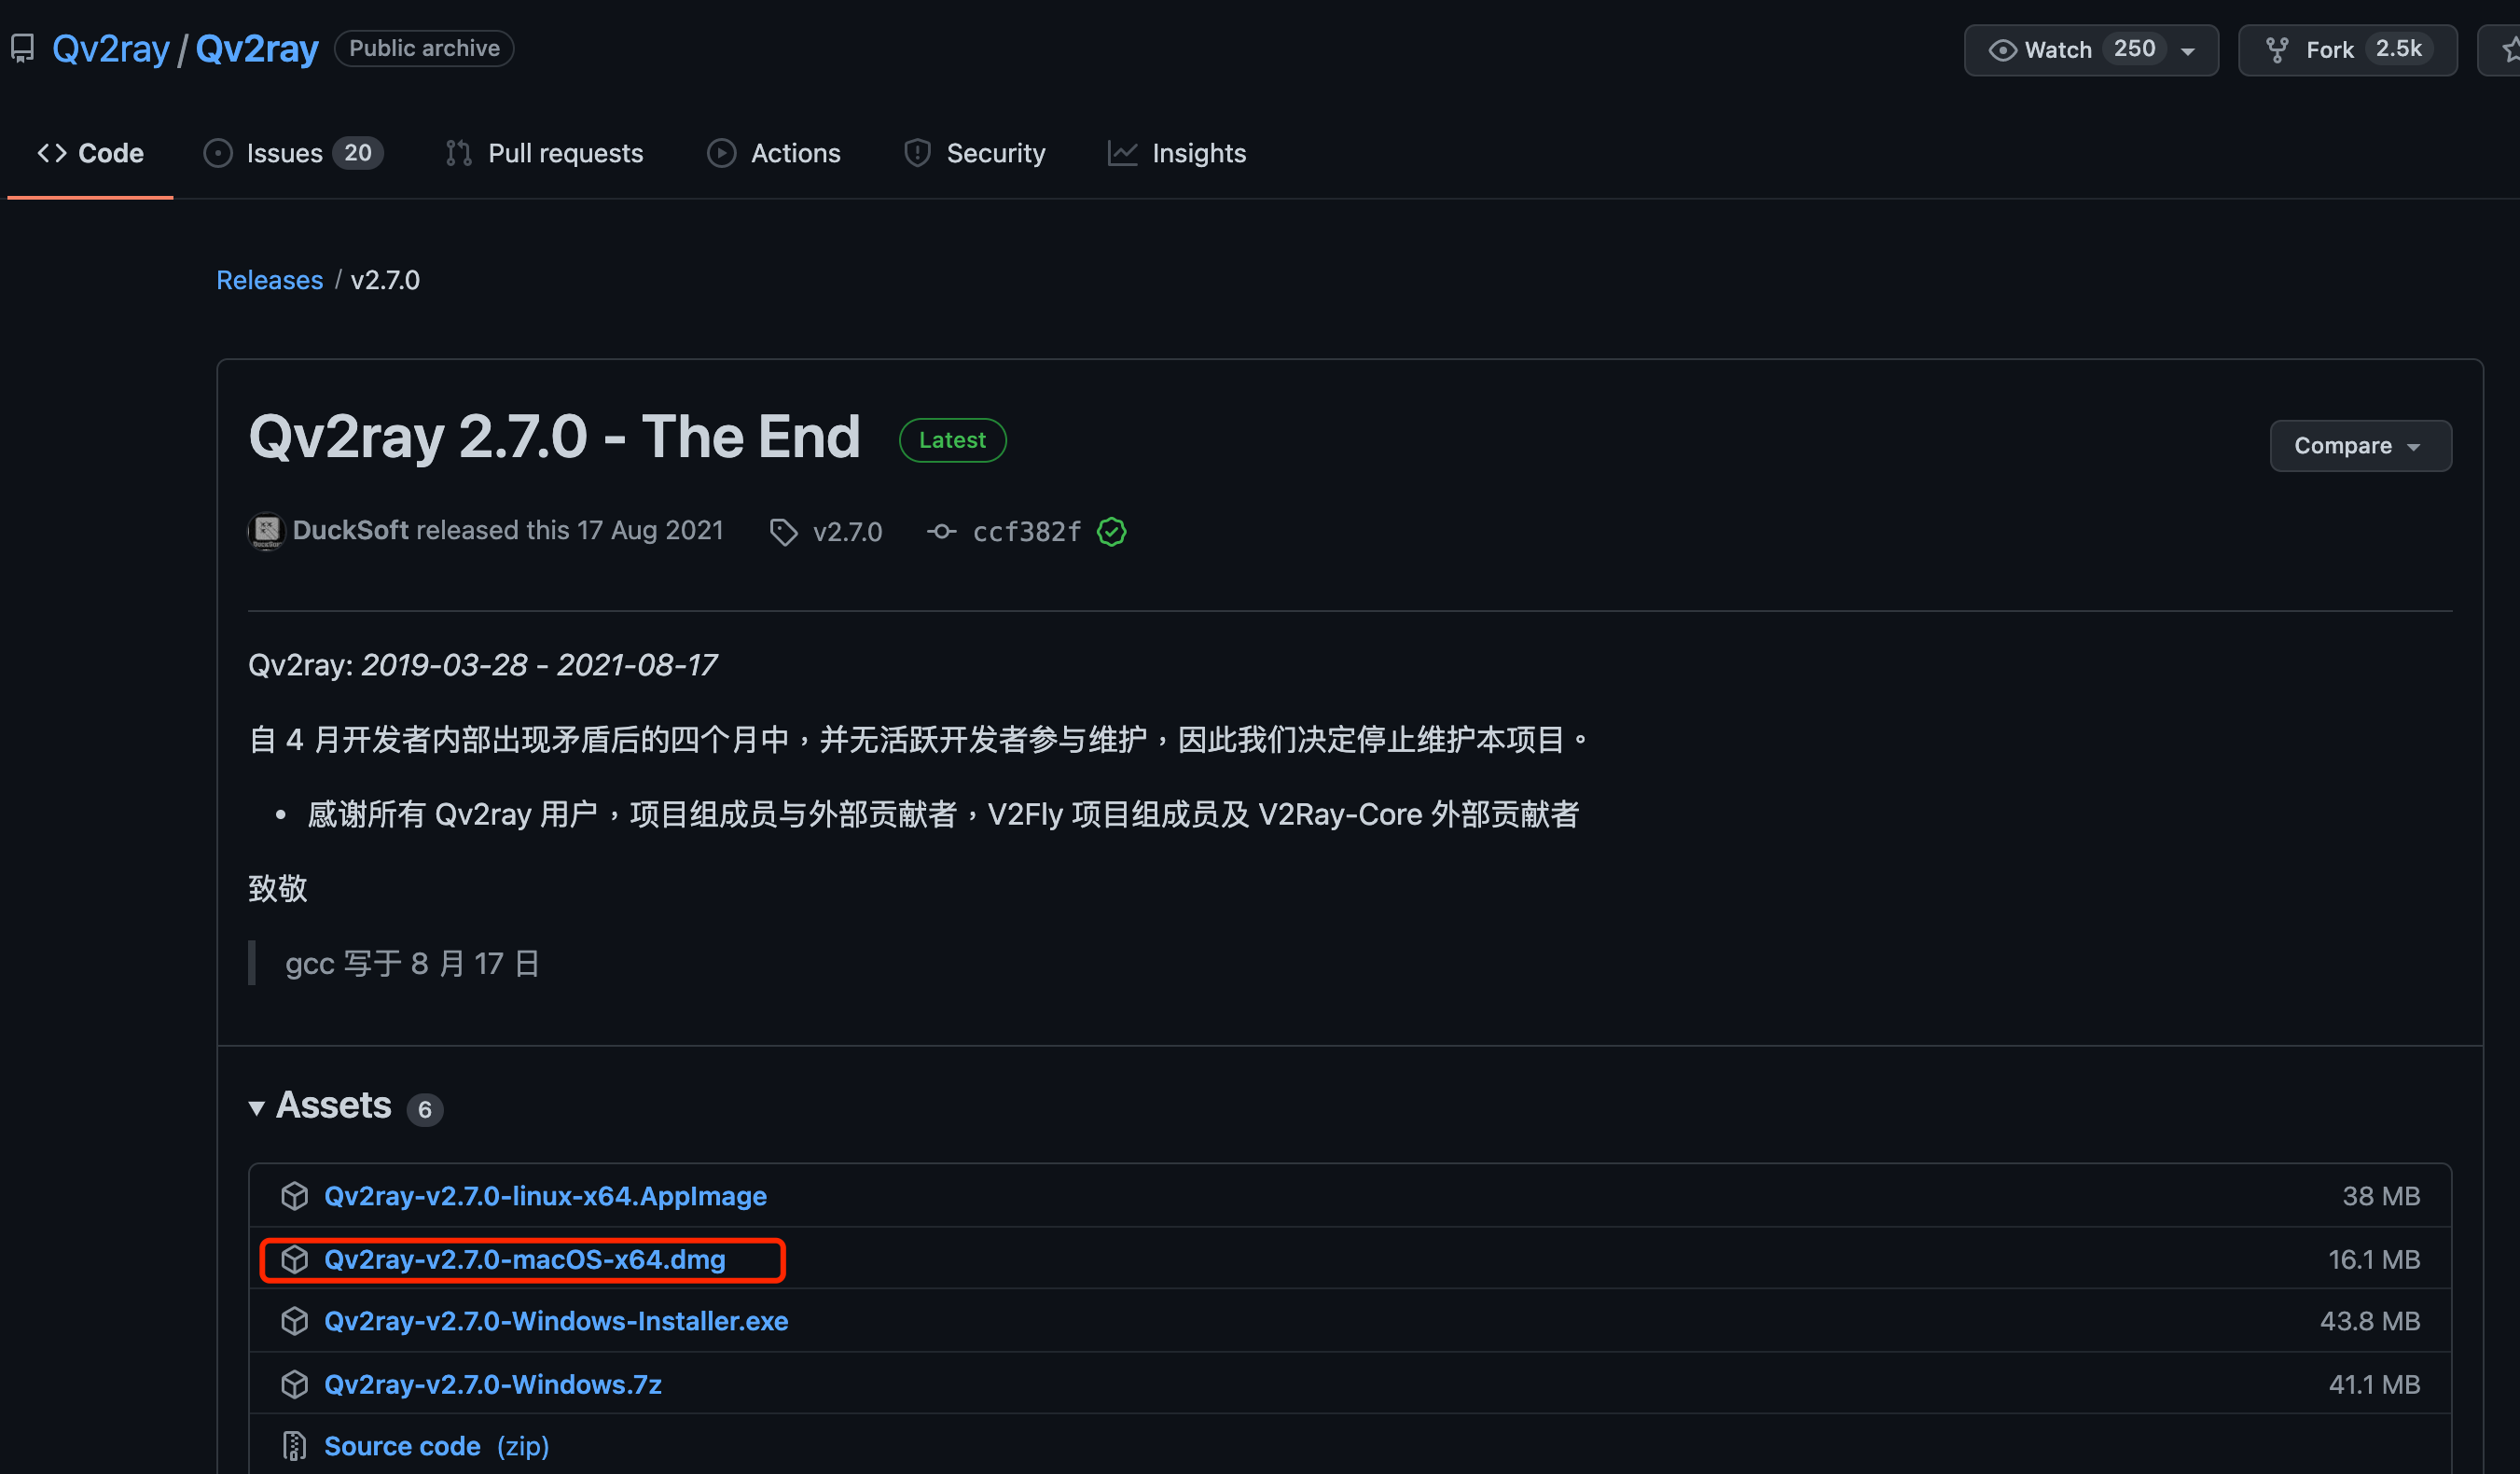 Qv2ray / Qv2ray Public archive Watch 250 Fork 2.5k
Code Issues 20 Pull requests Actions Security Insights
Releases / v2.7.0
Qv2ray 2.7.0 - The End Latest Compare
DuckSoft released this 17 Aug 2021 v2.7.0 ccf382f
Qv2ray: 2019-03-28 - 2021-08-17
自 4 月开发者内部出现矛盾后的四个月中，并无活跃开发者参与维护，因此我们决定停止维护本项目。
• 感谢所有 Qv2ray 用户，项目组成员与外部贡献者，V2Fly 项目组成员及 V2Ray-Core 外部贡献者
致敬
gcc 写于 8 月 17 日
Assets 6
Qv2ray-v2.7.0-linux-x64.AppImage 38 MB
Qv2ray-v2.7.0-macOS-x64.dmg 16.1 MB
Qv2ray-v2.7.0-Windows-Installer.exe 43.8 MB
Qv2ray-v2.7.0-Windows.7z 41.1 MB
Source code (zip)